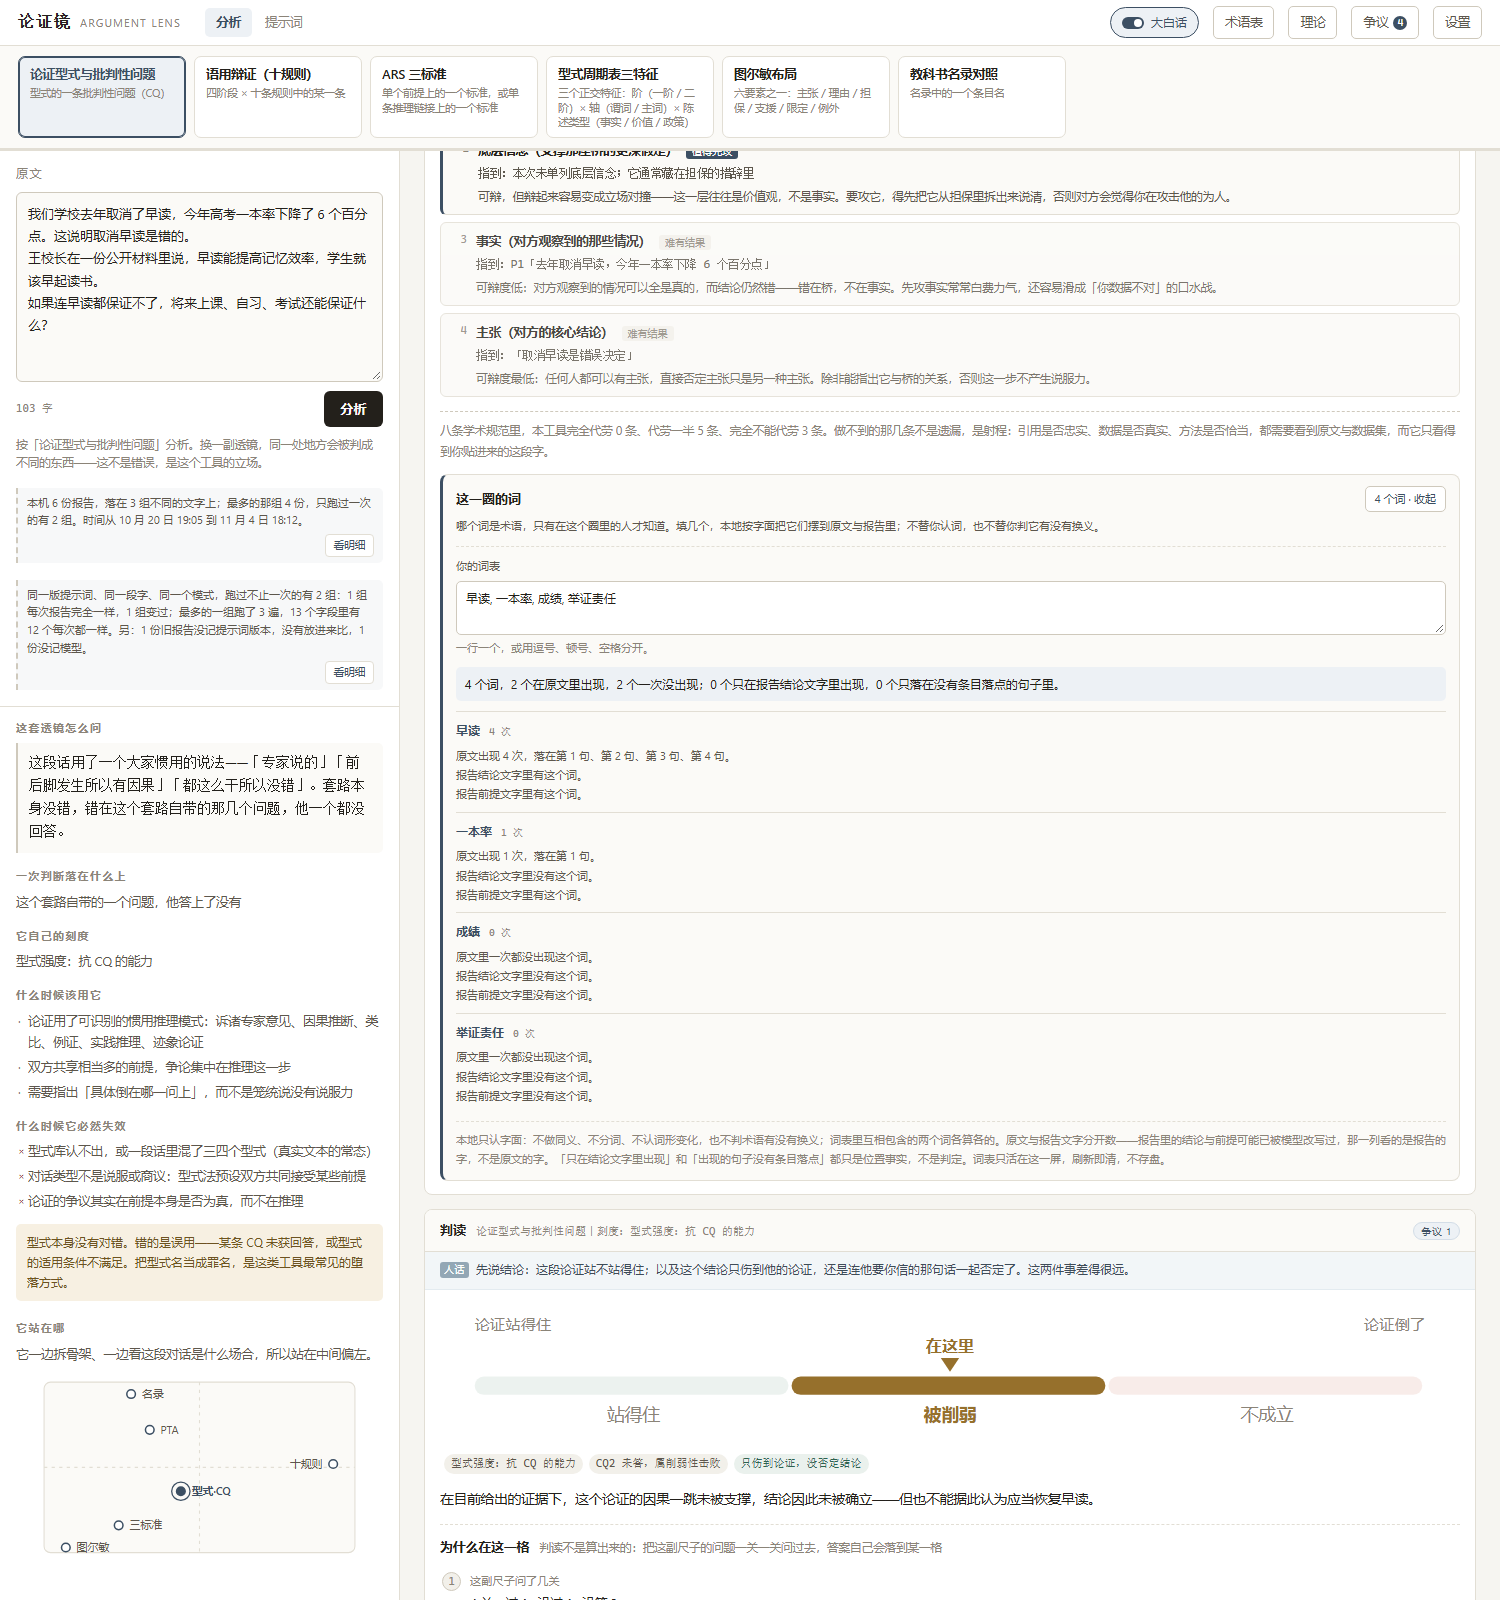 论证镜 ARGUMENT LENS 分析 提示词 大白话 术语表 理论 争议 4 设置
论证型式与批判性问题
型式的一条批判性问题（CQ）
语用辩证（十规则）
四阶段 × 十条规则中的某一条
ARS 三标准
单个前提上的一个标准，或单
条推理链接上的一个标准
型式周期表三特征
三个正交特征：阶（一阶 / 二
阶）× 轴（谓词 / 主词）× 陈
述类型（事实 / 价值 / 政策）
图尔敏布局
六要素之一：主张 / 理由 / 担
保 / 支援 / 限定 / 例外
教科书名录对照
名录中的一个条目名
原文
我们学校去年取消了早读，今年高考一本率下降了 6 个百分
点。这说明取消早读是错的。
王校长在一份公开材料里说，早读能提高记忆效率，学生就
该早起读书。
如果连早读都保证不了，将来上课、自习、考试还能保证什
么？
103 字
分析
按「论证型式与批判性问题」分析。换一副透镜，同一处地方会被判成
不同的东西——这不是错误，是这个工具的立场。
本机 6 份报告，落在 3 组不同的文字上；最多的那组 4 份，只跑过一次
的有 2 组。时间从 10 月 20 日 19:05 到 11 月 4 日 18:12。
看明细
同一版提示词、同一段字、同一个模式，跑过不止一次的有 2 组：1 组
每次报告完全一样，1 组变过；最多的一组跑了 3 遍，13 个字段里有
12 个每次都一样。另：1 份旧报告没记提示词版本，没有放进来比，1
份没记模型。
看明细
这套透镜怎么问
这段话用了一个大家惯用的说法——「专家说的」「前
后脚发生所以有因果」「都这么干所以没错」。套路本
身没错，错在这个套路自带的那几个问题，他一个都没
回答。
一次判断落在什么上
这个套路自带的一个问题，他答上了没有
它自己的刻度
型式强度：抗 CQ 的能力
什么时候该用它
· 论证用了可识别的惯用推理模式：诉诸专家意见、因果推断、类
比、例证、实践推理、迹象论证
· 双方共享相当多的前提，争论集中在推理这一步
· 需要指出「具体倒在哪一问上」，而不是笼统说没有说服力
什么时候它必然失效
× 型式库认不出，或一段话里混了三四个型式（真实文本的常态）
× 对话类型不是说服或商议：型式法预设双方共同接受某些前提
× 论证的争议其实在前提本身是否为真，而不在推理
型式本身没有对错。错的是误用——某条 CQ 未获回答，或型式
的适用条件不满足。把型式名当成罪名，是这类工具最常见的堕
落方式。
它站在哪
它一边拆骨架、一边看这段对话是什么场合，所以站在中间偏左。
名录
PTA
十规则
型式·CQ
三标准
图尔敏
底层信念（支撑那座桥的更深假定） 值得先攻
指到：本次未单列底层信念；它通常藏在担保的措辞里
可辩，但辩起来容易变成立场对撞——这一层往往是价值观，不是事实。要攻它，得先把它从担保里拆出来说清，否则对方会觉得你在攻击他的为人。
3 事实（对方观察到的那些情况） 难有结果
指到：P1「去年取消早读，今年一本率下降 6 个百分点」
可辩度低：对方观察到的情况可以全是真的，而结论仍然错——错在桥，不在事实。先攻事实常常白费力气，还容易滑成「你数据不对」的口水战。
4 主张（对方的核心结论） 难有结果
指到：「取消早读是错误决定」
可辩度最低：任何人都可以有主张，直接否定主张只是另一种主张。除非能指出它与桥的关系，否则这一步不产生说服力。
八条学术规范里，本工具完全代劳 0 条、代劳一半 5 条、完全不能代劳 3 条。做不到的那几条不是遗漏，是射程：引用是否忠实、数据是否真实、方法是否恰当，都需要看到原文与数据集，而它只看得
到你贴进来的这段字。
这一圈的词
4 个词 · 收起
哪个词是术语，只有在这个圈里的人才知道。填几个，本地按字面把它们摆到原文与报告里；不替你认词，也不替你判它有没有换义。
你的词表
早读, 一本率, 成绩, 举证责任
一行一个，或用逗号、顿号、空格分开。
4 个词，2 个在原文里出现，2 个一次没出现；0 个只在报告结论文字里出现，0 个只落在没有条目落点的句子里。
早读 4 次
原文出现 4 次，落在第 1 句、第 2 句、第 3 句、第 4 句。
报告结论文字里有这个词。
报告前提文字里有这个词。
一本率 1 次
原文出现 1 次，落在第 1 句。
报告结论文字里没有这个词。
报告前提文字里有这个词。
成绩 0 次
原文里一次都没出现这个词。
报告结论文字里没有这个词。
报告前提文字里没有这个词。
举证责任 0 次
原文里一次都没出现这个词。
报告结论文字里没有这个词。
报告前提文字里没有这个词。
本地只认字面：不做同义、不分词、不认词形变化，也不判术语有没有换义；词表里互相包含的两个词各算各的。原文与报告文字分开数——报告里的结论与前提可能已被模型改写过，那一列看的是报告的
字，不是原文的字。「只在结论文字里出现」和「出现的句子没有条目落点」都只是位置事实，不是判定。词表只活在这一屏，刷新即清，不存盘。
判读 论证型式与批判性问题 | 刻度：型式强度：抗 CQ 的能力 争议 1
人话 先说结论：这段论证站不站得住；以及这个结论只伤到他的论证，还是连他要你信的那句话一起否定了。这两件事差得很远。
论证站得住
论证倒了
在这里
站得住
被削弱
不成立
型式强度：抗 CQ 的能力 CQ2 未答，属削弱性击败 只伤到论证，没否定结论
在目前给出的证据下，这个论证的因果一跳未被支撑，结论因此未被确立——但也不能据此认为应当恢复早读。
为什么在这一格 判读不是算出来的：把这副尺子的问题一关一关问过去，答案自己会落到某一格
1 这副尺子问了几关